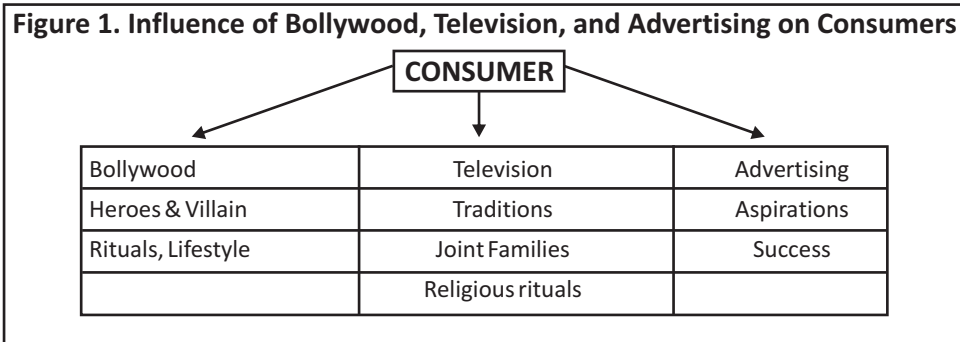 Figure 1. Influence of Bollywood, Television, and Advertising on Consumers
CONSUMER
Bollywood Television Advertising
Heroes & Villain Traditions Aspirations
Rituals, Lifestyle Joint Families Success
Religious rituals